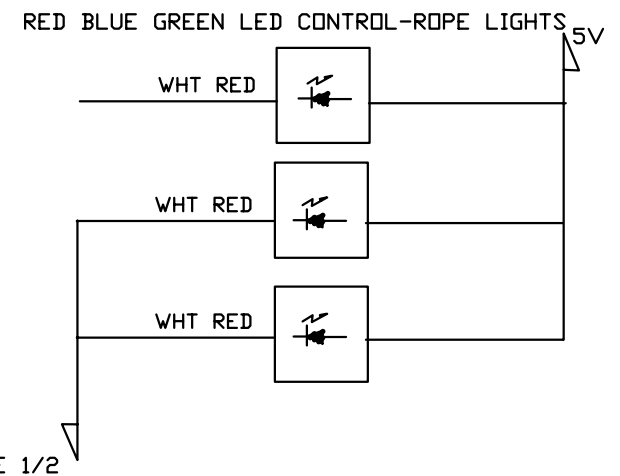 RED BLUE GREEN LED CONTROL-ROPE LIGHTS
5V
WHT RED
WHT RED
WHT RED
E 1/2